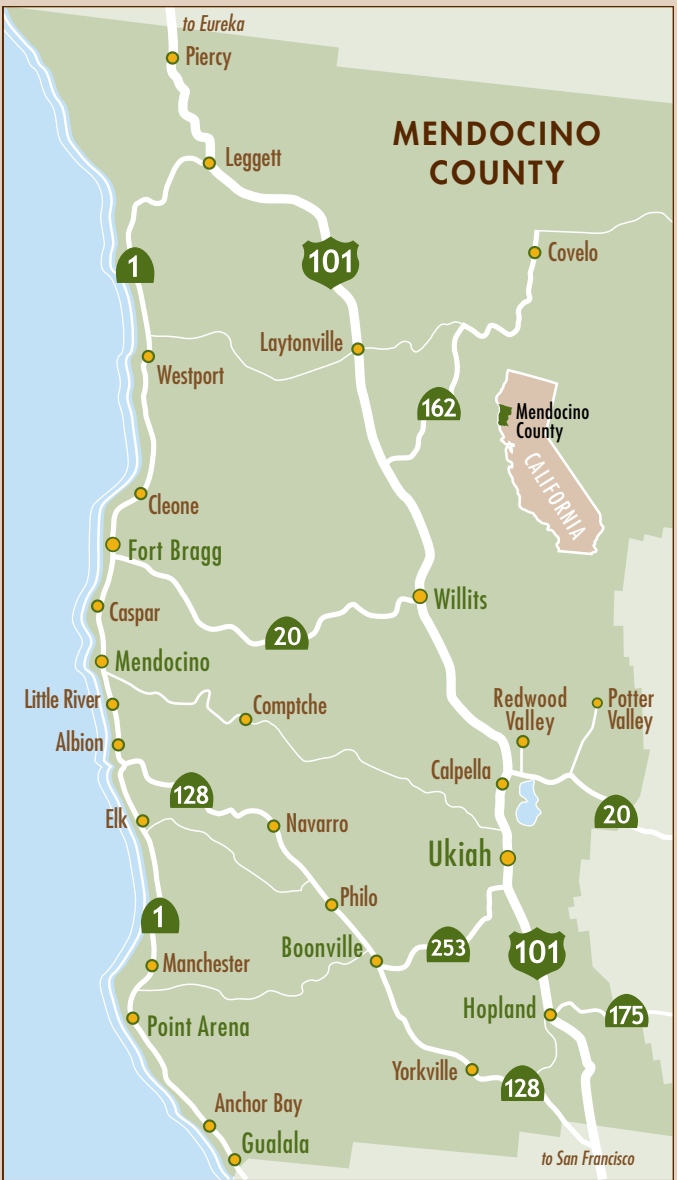 to Eureka
Piercy
MENDOCINO
COUNTY
Leggett
Covelo
1
101
Laytonville
Westport
162
Mendocino
County
CALIFORNIA
Cleone
Fort Bragg
Willits
Caspar
20
Mendocino
Little River
Comptche
Redwood
Valley
Potter
Valley
Albion
Calpella
128
20
Elk
Navarro
Ukiah
Philo
1
Boonville
253
101
Manchester
Hopland
175
Point Arena
Yorkville
128
Anchor Bay
Gualala
to San Francisco